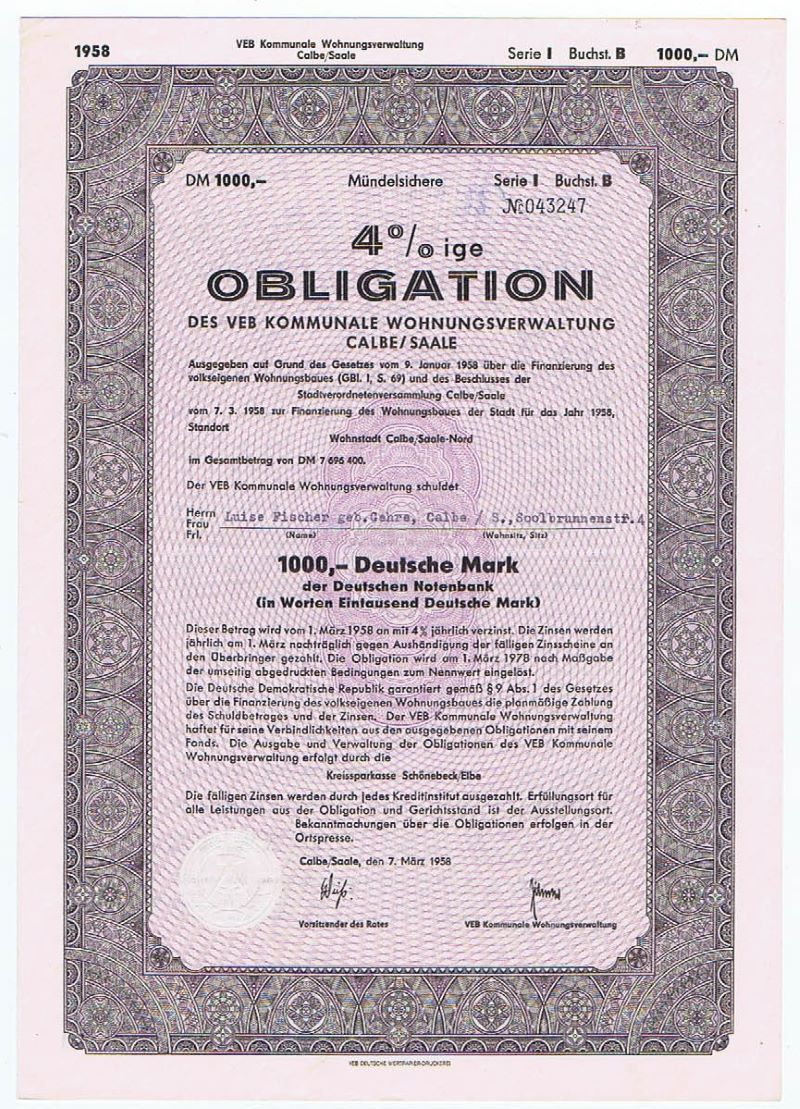 1958 VEB Kommunale Wohnungsverwaltung Serie I Buchst. B 1000,– DM
Calbe/Saale
DM 1000,– Mündelsichere Serie I Buchst. B
№ 043247
4% ige
OBLIGATION
DES VEB KOMMUNALE WOHNUNGSVERWALTUNG
CALBE/SAALE
Ausgegeben auf Grund des Gesetzes vom 9. Januar 1958 über die Finanzierung des
volkseigenen Wohnungsbaues (GBl. I, S. 69) und des Beschlusses der
Stadtverordnetenversammlung Calbe/Saale
vom 7. 3. 1958 zur Finanzierung des Wohnungsbaues der Stadt für das Jahr 1958,
Standort
Wohnstadt Calbe/Saale-Nord
im Gesamtbetrag von DM 7 696 400.
Der VEB Kommunale Wohnungsverwaltung schuldet
Herrn
Frau Luise Fischer geb.Gehre, Calbe / S.,Soolbrunnenstr.4
Frl. (Name) (Wohnsitz, Sitz)
1000,– Deutsche Mark
der Deutschen Notenbank
(in Worten Eintausend Deutsche Mark)
Dieser Betrag wird vom 1. März 1958 an mit 4% jährlich verzinst. Die Zinsen werden
jährlich am 1. März nachträglich gegen Aushändigung der fälligen Zinsscheine an
den Überbringer gezahlt. Die Obligation wird am 1. März 1978 nach Maßgabe
der umseitig abgedruckten Bedingungen zum Nennwert eingelöst.
Die Deutsche Demokratische Republik garantiert gemäß § 9 Abs. 1 des Gesetzes
über die Finanzierung des volkseigenen Wohnungsbaues die planmäßige Zahlung
des Schuldbetrages und der Zinsen. Der VEB Kommunale Wohnungsverwaltung
haftet für seine Verbindlichkeiten aus den ausgegebenen Obligationen mit seinem
Fonds. Die Ausgabe und Verwaltung der Obligationen des VEB Kommunale
Wohnungsverwaltung erfolgt durch die
Kreissparkasse Schönebeck/Elbe
Die fälligen Zinsen werden durch jedes Kreditinstitut ausgezahlt. Erfüllungsort für
alle Leistungen aus der Obligation und Gerichtsstand ist der Ausstellungsort.
Bekanntmachungen über die Obligationen erfolgen in der
Ortspresse.
Calbe/Saale, den 7. März 1958
Vorsitzender des Rates VEB Kommunale Wohnungsverwaltung
VEB DEUTSCHE WERTPAPIER-DRUCKEREI